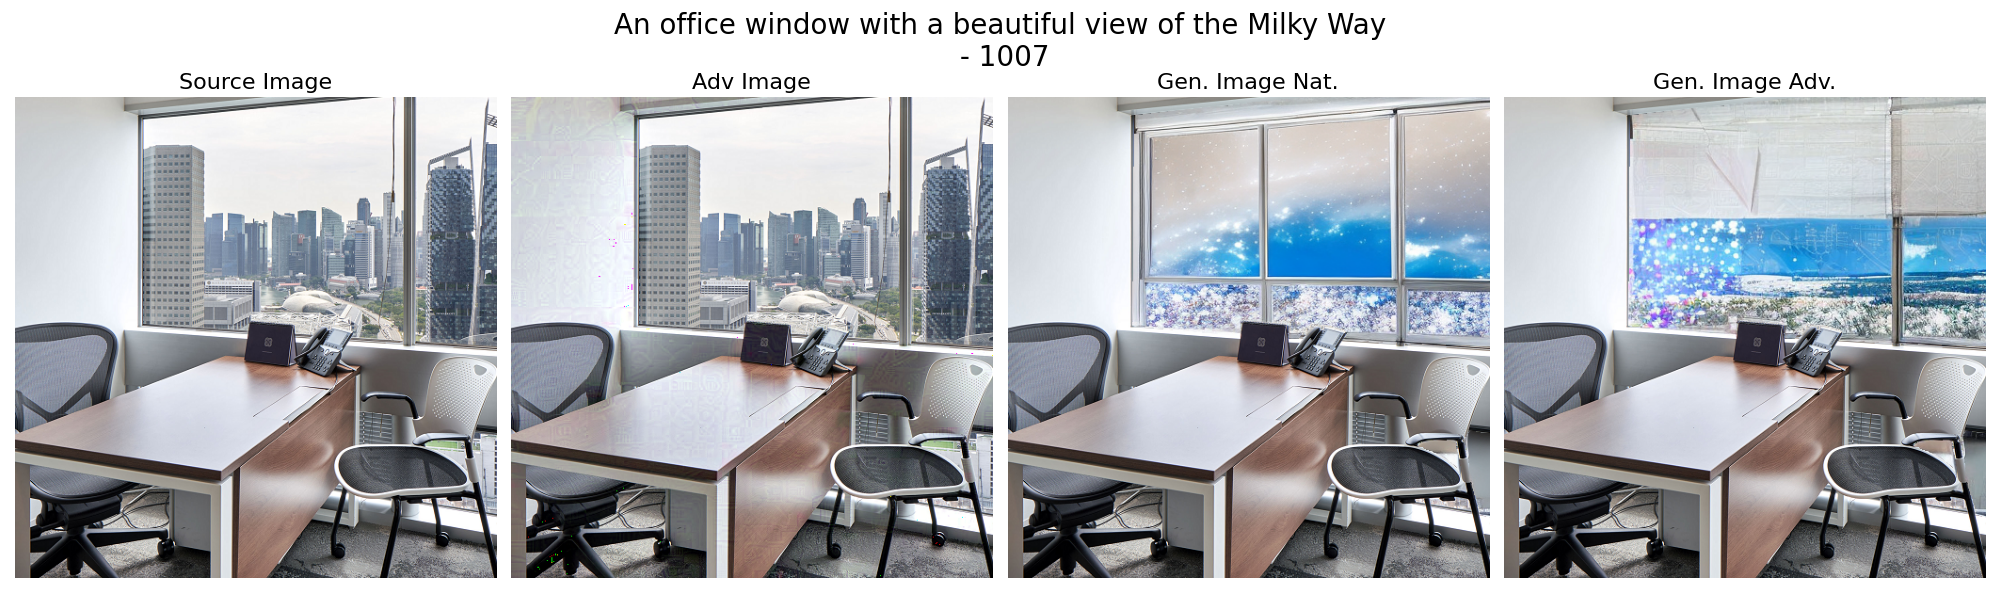 An office window with a beautiful view of the Milky Way
- 1007
Source Image
Adv Image
Gen. Image Nat.
Gen. Image Adv.